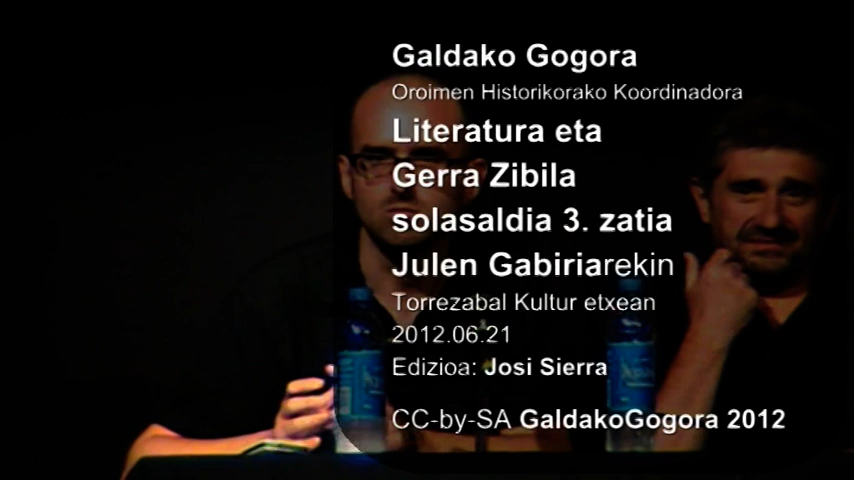 Galdako Gogora
Oroimen Historikorako Koordinadora
Literatura eta
Gerra Zibila
solasaldia 3. zatia
Julen Gabiriarekin
Torrezabal Kultur etxean
2012.06.21
Edizioa: Josi Sierra
CC-by-SA GaldakoGogora 2012